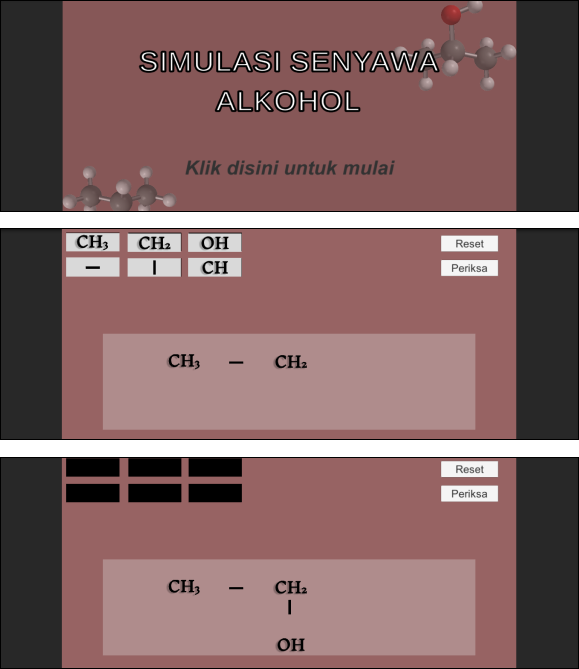 SIMULASI SENYAWA
ALKOHOL
Klik disini untuk mulai
CH₃ CH₂ OH Reset
— | CH Periksa
CH₃ — CH₂
Reset
Periksa
CH₃ — CH₂
|
OH